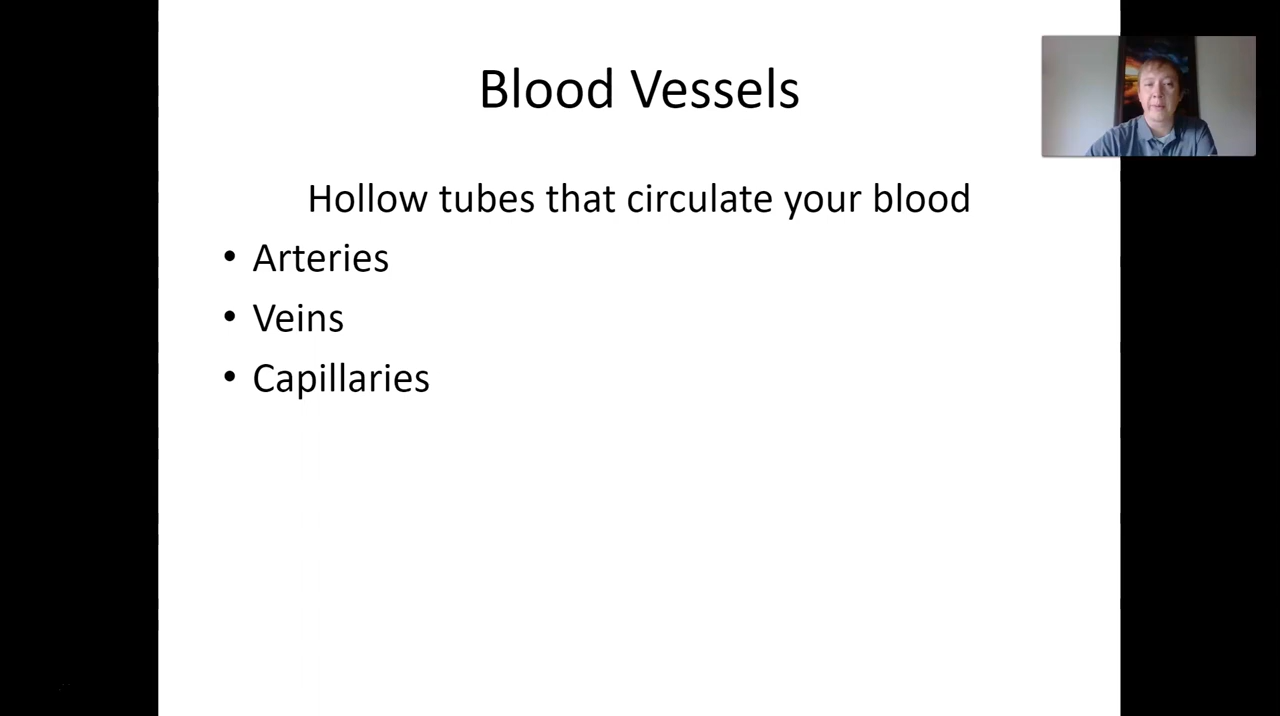 Blood Vessels
Hollow tubes that circulate your blood
• Arteries
• Veins
• Capillaries